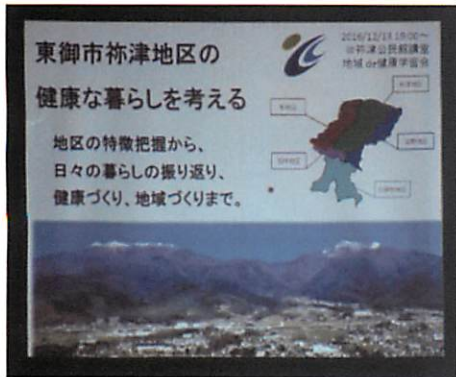 東御市祢津地区の
健康な暮らしを考える
地区の特徴把握から、
日々の暮らしの振り返り、
健康づくり、地域づくりまで。
2016/12/13 19:00～
@祢津公民館講堂
地域 de 健康学習会